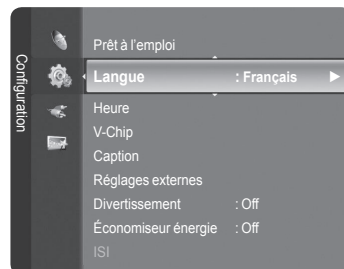 Configuration
Prêt à l'emploi
Langue : Français
Heure
V-Chip
Caption
Réglages externes
Divertissement : Off
Économiseur énergie : Off
ISI